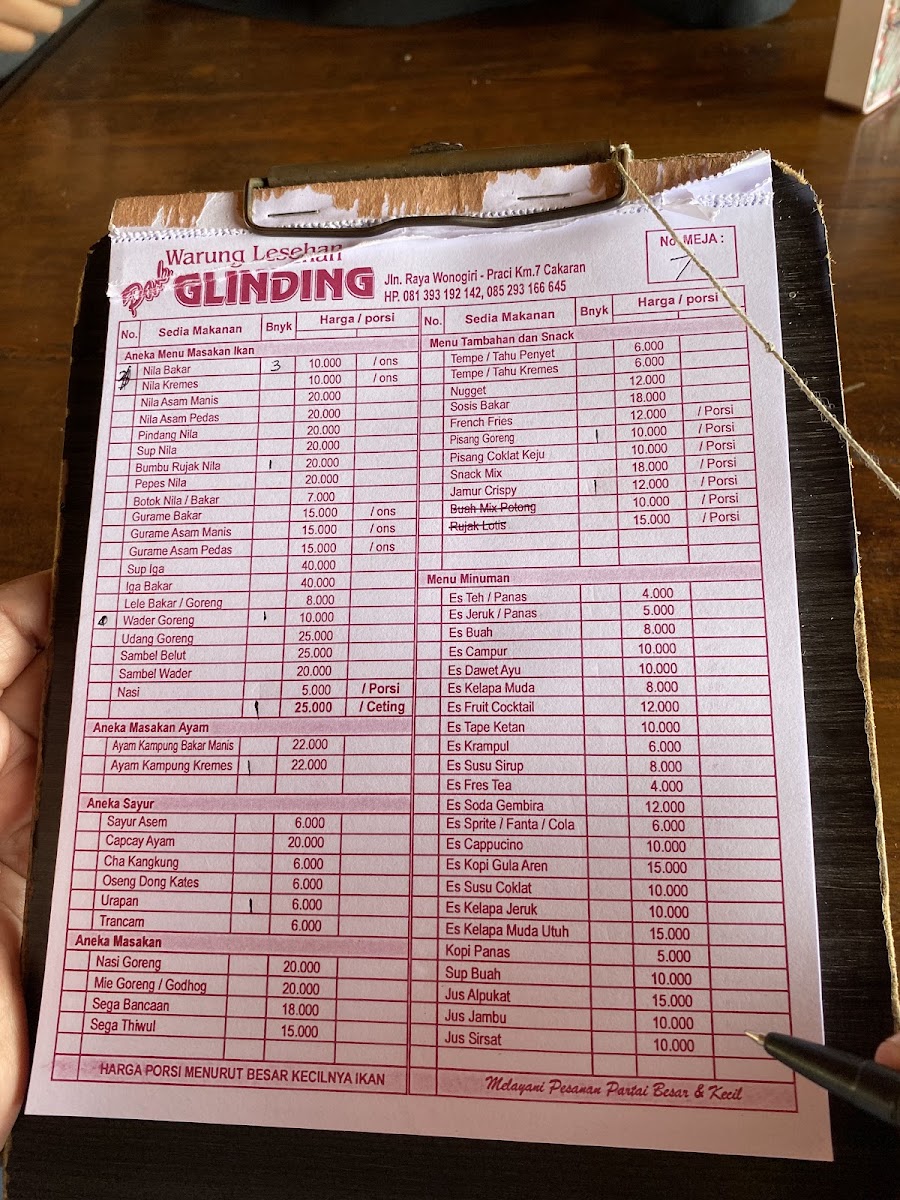 Warung Lesehan
Pak GLINDING
Jln. Raya Wonogiri - Praci Km.7 Cakaran
HP. 081 393 192 142, 085 293 166 645
No. MEJA :
7
No. Sedia Makanan Bnyk Harga / porsi
Aneka Menu Masakan Ikan
Nila Bakar 3 10.000 / ons
Nila Kremes 10.000 / ons
Nila Asam Manis 20.000
Nila Asam Pedas 20.000
Pindang Nila 20.000
Sup Nila 20.000
Bumbu Rujak Nila 1 20.000
Pepes Nila 20.000
Botok Nila / Bakar 7.000
Gurame Bakar 15.000 / ons
Gurame Asam Manis 15.000 / ons
Gurame Asam Pedas 15.000 / ons
Sup Iga 40.000
Iga Bakar 40.000
Lele Bakar / Goreng 8.000
Wader Goreng 1 10.000
Udang Goreng 25.000
Sambel Belut 25.000
Sambel Wader 20.000
Nasi 5.000 / Porsi
1 25.000 / Ceting
Aneka Masakan Ayam
Ayam Kampung Bakar Manis 22.000
Ayam Kampung Kremes 1 22.000
Aneka Sayur
Sayur Asem 6.000
Capcay Ayam 20.000
Cha Kangkung 6.000
Oseng Dong Kates 6.000
Urapan 1 6.000
Trancam 6.000
Aneka Masakan
Nasi Goreng 20.000
Mie Goreng / Godhog 20.000
Sega Bancaan 18.000
Sega Thiwul 15.000
HARGA PORSI MENURUT BESAR KECILNYA IKAN
No. Sedia Makanan Bnyk Harga / porsi
Menu Tambahan dan Snack
Tempe / Tahu Penyet 6.000
Tempe / Tahu Kremes 6.000
Nugget 12.000
Sosis Bakar 18.000
French Fries 12.000 / Porsi
Pisang Goreng 1 10.000 / Porsi
Pisang Coklat Keju 10.000 / Porsi
Snack Mix 18.000 / Porsi
Jamur Crispy 1 12.000 / Porsi
Buah Mix Potong 10.000 / Porsi
Rujak Lotis 15.000 / Porsi
Menu Minuman
Es Teh / Panas 4.000
Es Jeruk / Panas 5.000
Es Buah 8.000
Es Campur 10.000
Es Dawet Ayu 10.000
Es Kelapa Muda 8.000
Es Fruit Cocktail 12.000
Es Tape Ketan 10.000
Es Krampul 6.000
Es Susu Sirup 8.000
Es Fres Tea 4.000
Es Soda Gembira 12.000
Es Sprite / Fanta / Cola 6.000
Es Cappucino 10.000
Es Kopi Gula Aren 15.000
Es Susu Coklat 10.000
Es Kelapa Jeruk 10.000
Es Kelapa Muda Utuh 15.000
Kopi Panas 5.000
Sup Buah 10.000
Jus Alpukat 15.000
Jus Jambu 10.000
Jus Sirsat 10.000
Melayani Pesanan Partai Besar & Kecil